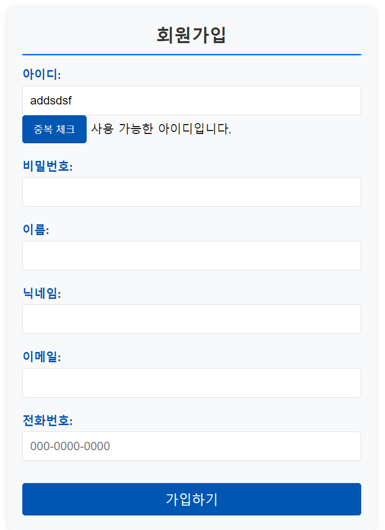 회원가입
아이디:
addsdsf
중복 체크 사용 가능한 아이디입니다.
비밀번호:
이름:
닉네임:
이메일:
전화번호:
000-0000-0000
가입하기